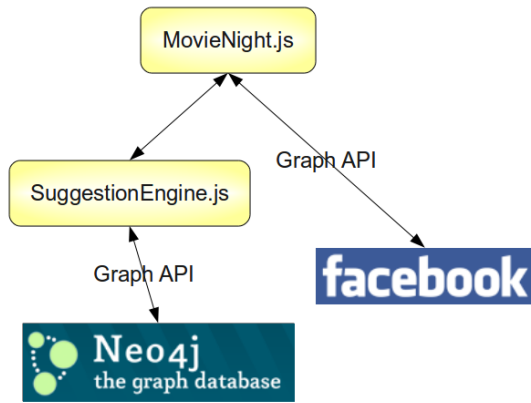 MovieNight.js
Graph API
SuggestionEngine.js
facebook
Graph API
Neo4j
the graph database